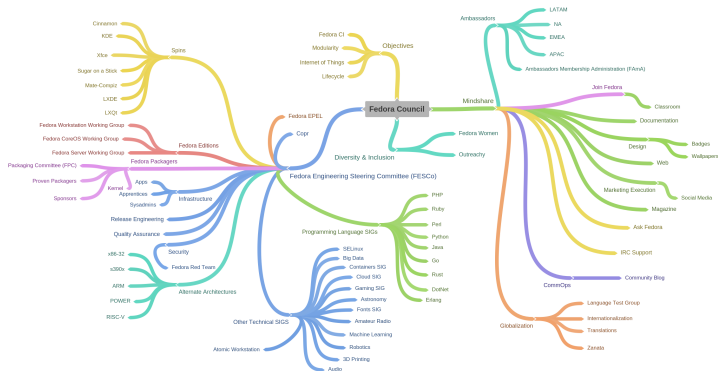 Fedora Council
Objectives
Fedora CI
Modularity
Internet of Things
Lifecycle
Mindshare
Ambassadors
LATAM
NA
EMEA
APAC
Ambassadors Membership Administration (FAmA)
Join Fedora
Classroom
Documentation
Design
Badges
Wallpapers
Web
Marketing Execution
Social Media
Magazine
Ask Fedora
IRC Support
CommOps
Community Blog
Globalization
Language Test Group
Internationalization
Translations
Zanata
Diversity & Inclusion
Fedora Women
Outreachy
Fedora Engineering Steering Committee (FESCo)
Fedora EPEL
Copr
Spins
Cinnamon
KDE
Xfce
Sugar on a Stick
Mate-Compiz
LXDE
LXQt
Fedora Editions
Fedora Workstation Working Group
Fedora CoreOS Working Group
Fedora Server Working Group
Fedora Packagers
Packaging Committee (FPC)
Proven Packagers
Kernel
Sponsors
Infrastructure
Apps
Apprentices
Sysadmins
Release Engineering
Quality Assurance
Security
Fedora Red Team
Alternate Architectures
x86-32
s390x
ARM
POWER
RISC-V
Programming Language SIGs
PHP
Ruby
Perl
Python
Java
Go
Rust
DotNet
Erlang
Other Technical SIGS
SELinux
Big Data
Containers SIG
Cloud SIG
Gaming SIG
Astronomy
Fonts SIG
Amateur Radio
Machine Learning
Robotics
3D Printing
Audio
Atomic Workstation